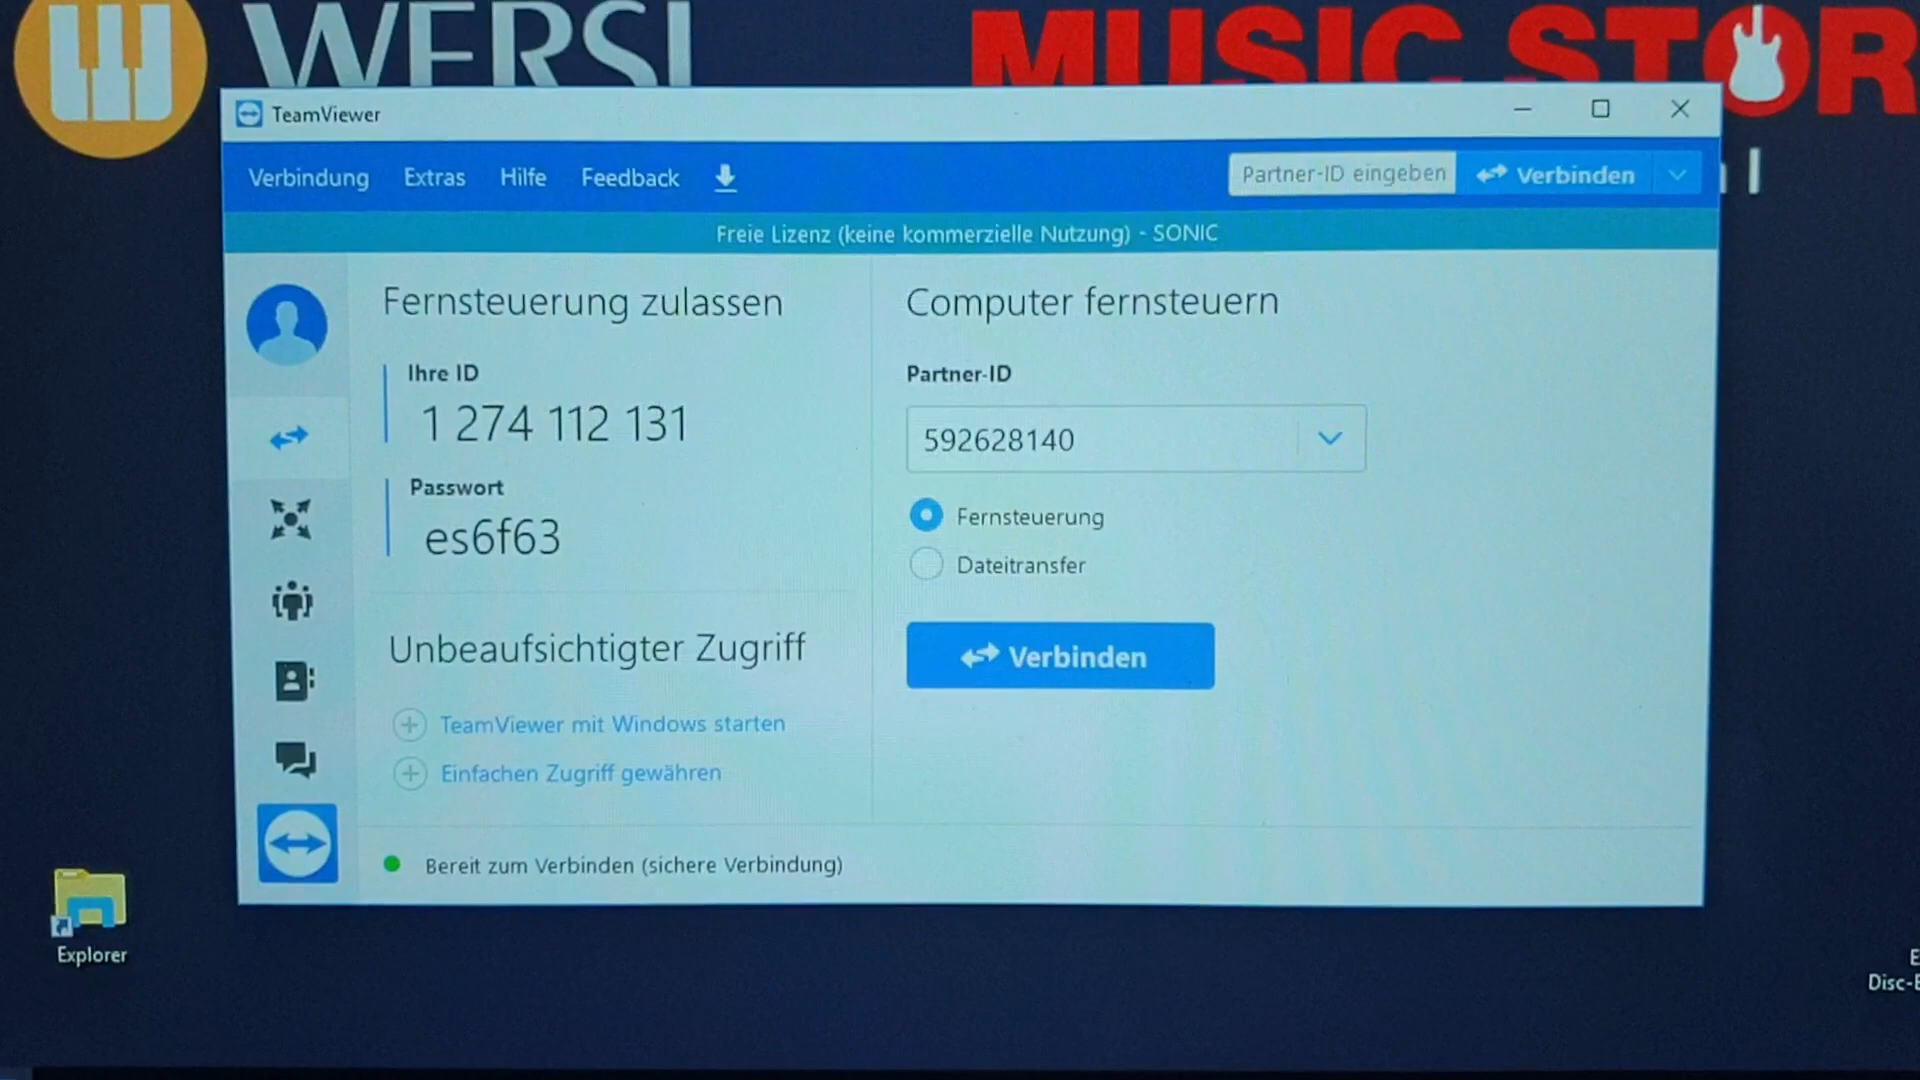 WERSI
MUSIC STOR
TeamViewer
Verbindung Extras Hilfe Feedback
Partner-ID eingeben Verbinden
Freie Lizenz (keine kommerzielle Nutzung) - SONIC
Fernsteuerung zulassen
Ihre ID
1 274 112 131
Passwort
es6f63
Unbeaufsichtigter Zugriff
TeamViewer mit Windows starten
Einfachen Zugriff gewähren
Computer fernsteuern
Partner-ID
592628140
Fernsteuerung
Dateitransfer
Verbinden
Bereit zum Verbinden (sichere Verbindung)
Explorer
E
Disc-E